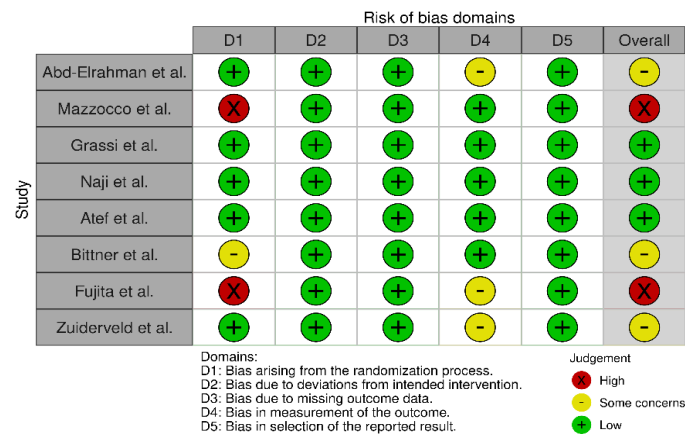 Risk of bias domains
D1 D2 D3 D4 D5 Overall
Study
Abd-Elrahman et al. + + + - + -
Mazzocco et al. X + + + + X
Grassi et al. + + + + + +
Naji et al. + + + + + +
Atef et al. + + + + + +
Bittner et al. - + + + + -
Fujita et al. X + + - + X
Zuiderveld et al. + + + - + -
Domains:
D1: Bias arising from the randomization process.
D2: Bias due to deviations from intended intervention.
D3: Bias due to missing outcome data.
D4: Bias in measurement of the outcome.
D5: Bias in selection of the reported result.
Judgement
X High
- Some concerns
+ Low